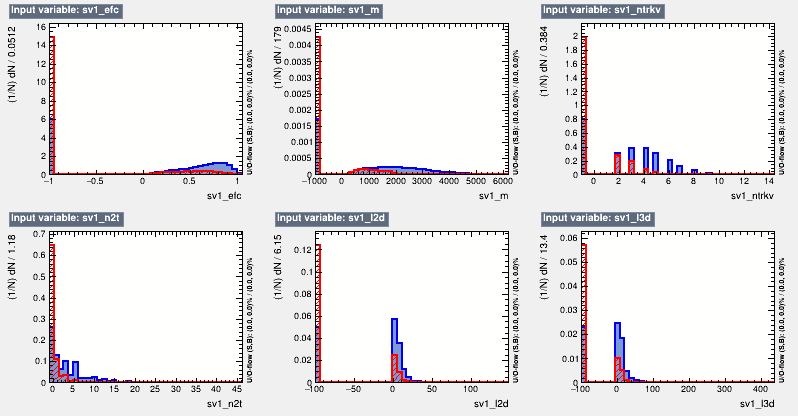 Input variable: sv1_efc
(1/N) dN / 0.0512
16
14
12
10
8
6
4
2
0
−1 −0.5 0 0.5 1
sv1_efc
U/O-flow (S,B): (0.0, 0.0)% / (0.0, 0.0)%
Input variable: sv1_m
(1/N) dN / 179
0.0045
0.004
0.0035
0.003
0.0025
0.002
0.0015
0.001
0.0005
0
−1000 0 1000 2000 3000 4000 5000 6000
sv1_m
U/O-flow (S,B): (0.0, 0.0)% / (0.0, 0.0)%
Input variable: sv1_ntrkv
(1/N) dN / 0.384
2
1.8
1.6
1.4
1.2
1
0.8
0.6
0.4
0.2
0
0 2 4 6 8 10 12 14
sv1_ntrkv
U/O-flow (S,B): (0.0, 0.0)% / (0.0, 0.0)%
Input variable: sv1_n2t
(1/N) dN / 1.18
0.7
0.6
0.5
0.4
0.3
0.2
0.1
0
0 5 10 15 20 25 30 35 40 45
sv1_n2t
U/O-flow (S,B): (0.0, 0.0)% / (0.0, 0.0)%
Input variable: sv1_l2d
(1/N) dN / 6.15
0.12
0.1
0.08
0.06
0.04
0.02
0
−100 −50 0 50 100
sv1_l2d
U/O-flow (S,B): (0.0, 0.0)% / (0.0, 0.0)%
Input variable: sv1_l3d
(1/N) dN / 13.4
0.06
0.05
0.04
0.03
0.02
0.01
0
−100 0 100 200 300 400
sv1_l3d
U/O-flow (S,B): (0.0, 0.0)% / (0.0, 0.0)%